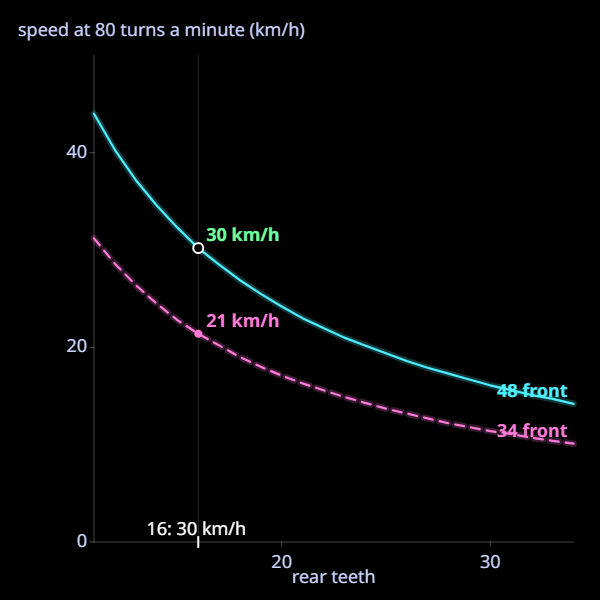 speed at 80 turns a minute (km/h)
40
30 km/h
21 km/h
20
48 front
34 front
16: 30 km/h
0
20
30
rear teeth